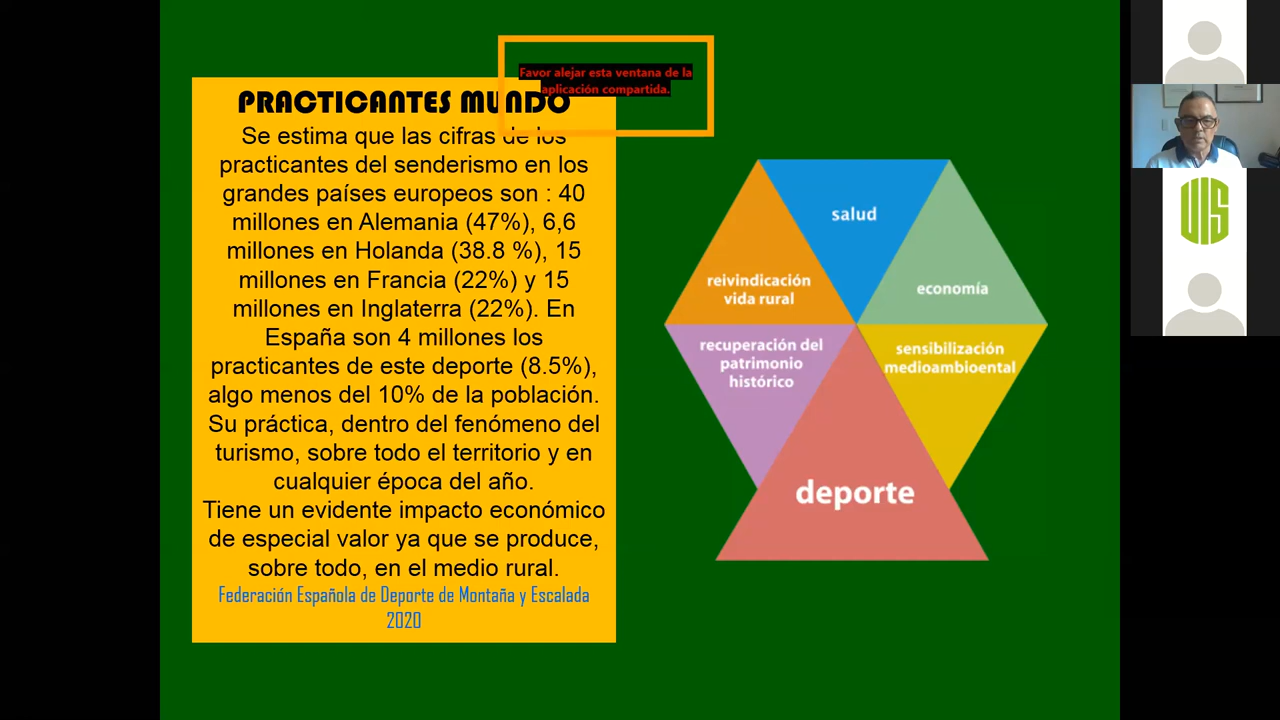 Favor alejar esta ventana de la
aplicación compartida.
PRACTICANTES MUNDO
Se estima que las cifras de los
practicantes del senderismo en los
grandes países europeos son : 40
millones en Alemania (47%), 6,6
millones en Holanda (38.8 %), 15
millones en Francia (22%) y 15
millones en Inglaterra (22%). En
España son 4 millones los
practicantes de este deporte (8.5%),
algo menos del 10% de la población.
Su práctica, dentro del fenómeno del
turismo, sobre todo el territorio y en
cualquier época del año.
Tiene un evidente impacto económico
de especial valor ya que se produce,
sobre todo, en el medio rural.
Federación Española de Deporte de Montaña y Escalada
2020
salud
reivindicación
vida rural
economía
recuperación del
patrimonio
histórico
sensibilización
medioambioental
deporte
UIS